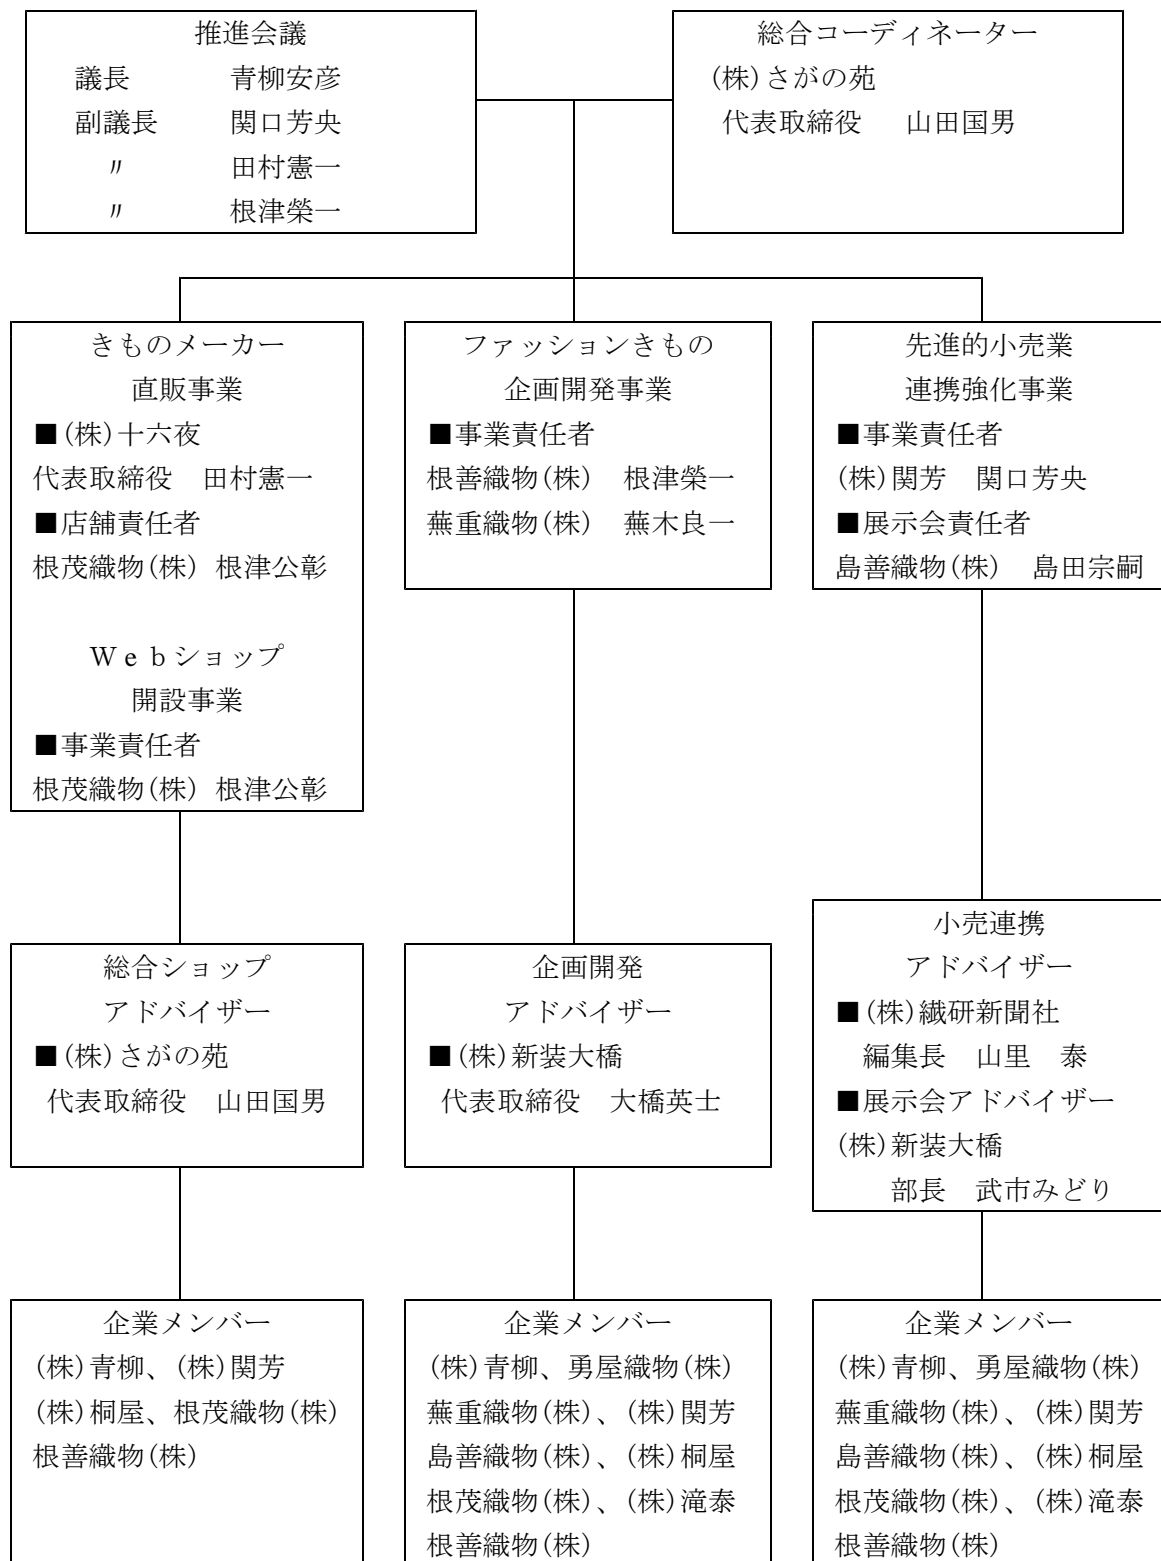 推進会議
議長 青柳安彦
副議長 関口芳央
〃 田村憲一
〃 根津榮一
総合コーディネーター
(株)さがの苑
代表取締役 山田国男
きものメーカー
直販事業
■(株)十六夜
代表取締役 田村憲一
■店舗責任者
根茂織物(株) 根津公彰
Ｗｅｂショップ
開設事業
■事業責任者
根茂織物(株) 根津公彰
ファッションきもの
企画開発事業
■事業責任者
根善織物(株) 根津榮一
蕪重織物(株) 蕪木良一
先進的小売業
連携強化事業
■事業責任者
(株)関芳 関口芳央
■展示会責任者
島善織物(株) 島田宗嗣
総合ショップ
アドバイザー
■(株)さがの苑
代表取締役 山田国男
企画開発
アドバイザー
■(株)新装大橋
代表取締役 大橋英士
小売連携
アドバイザー
■(株)繊研新聞社
編集長 山里 泰
■展示会アドバイザー
(株)新装大橋
部長 武市みどり
企業メンバー
(株)青柳、(株)関芳
(株)桐屋、根茂織物(株)
根善織物(株)
企業メンバー
(株)青柳、勇屋織物(株)
蕪重織物(株)、(株)関芳
島善織物(株)、(株)桐屋
根茂織物(株)、(株)滝泰
根善織物(株)
企業メンバー
(株)青柳、勇屋織物(株)
蕪重織物(株)、(株)関芳
島善織物(株)、(株)桐屋
根茂織物(株)、(株)滝泰
根善織物(株)